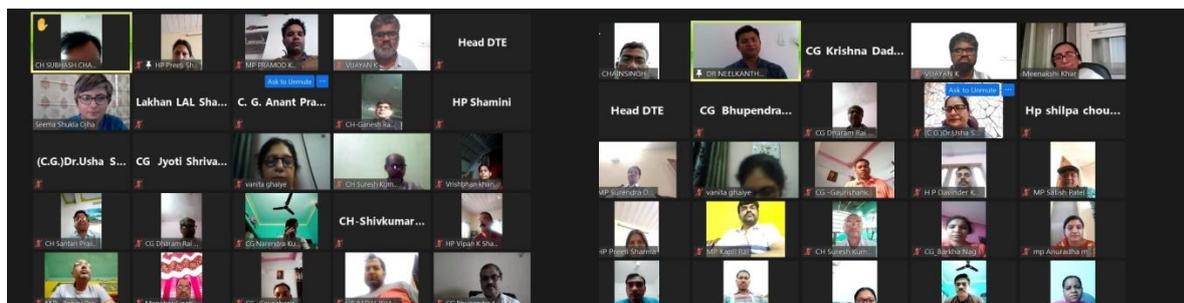 CH SUBHASH CHA...
HP Preeti Sh...
MP PRAMOD K...
VIJAYAN K
Head DTE
Ask to Unmute
Seema Shukla Ojha
Lakhan LAL Sha...
C. G. Anant Pra...
CH-Ganesh Ra...
HP Shamini
(C.G.)Dr.Usha S...
CG Jyoti Shriva...
vanita ghaiye
CH Suresh Kum...
Vrishbhan khan...
CH Santan Pra...
CG Dharam Rai ...
CG Narendra Ku...
CH-Shivkumar...
HP Vipan K Sha...
CHAINSINGH
DR NEELKANTH...
CG Krishna Dad...
VIJAYAN K
Meenakshi Khar
Ask to Unmute
Head DTE
CG Bhupendra...
CG Dharam Rai ...
(C.G.)Dr.Usha S...
Hp shilpa chou...
MP Surendra D...
vanita ghaiye
CG -Gaurishank...
H P Davinder K...
MP Satish Patel
HP Preeti Sharma
MP Kapil Rai
CH Suresh Kum...
CG_Barkha Nag
mp Anuradha m...